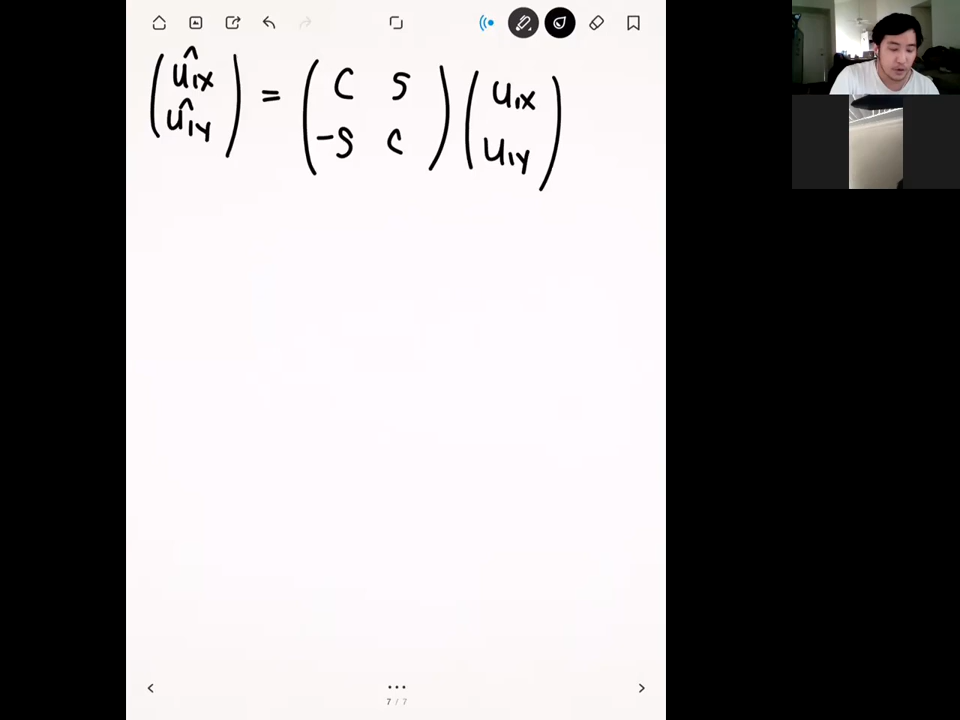 (û1x) = (C S) (u1x)
(û1y) (-S C) (u1y)
7 / 7